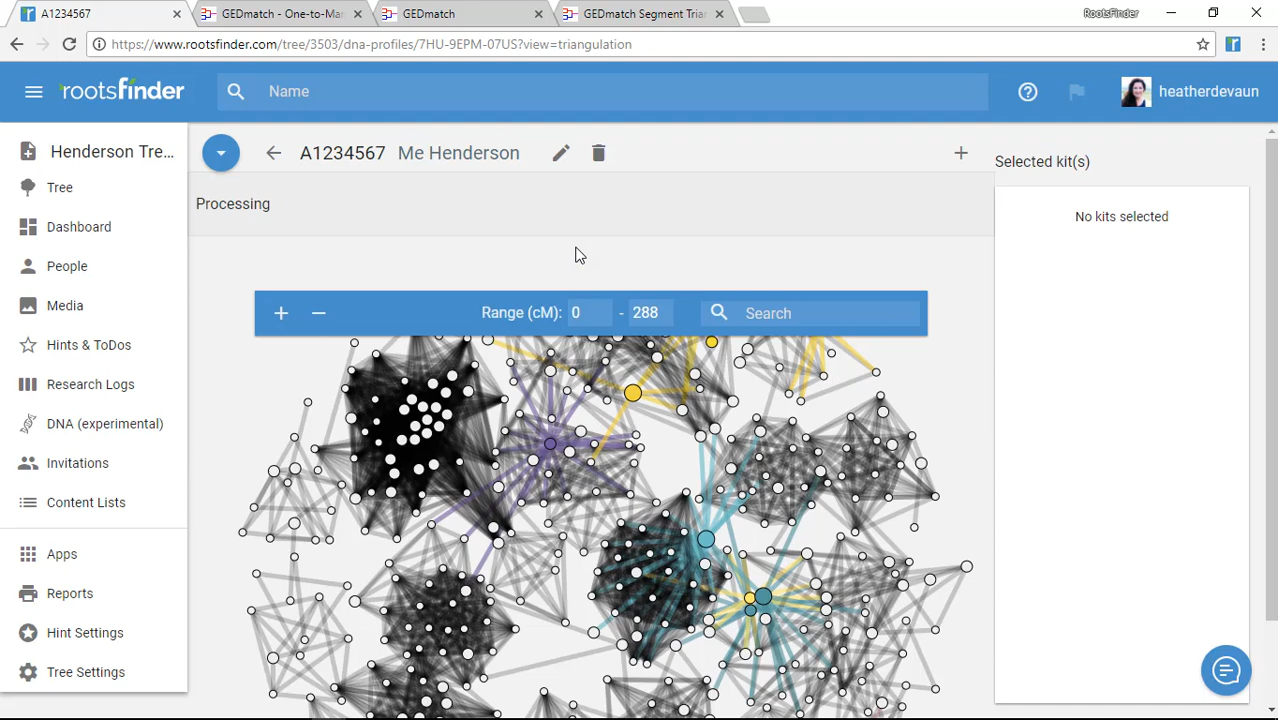 A1234567
GEDmatch - One-to-Man
GEDmatch
GEDmatch Segment Tria
RootsFinder
https://www.rootsfinder.com/tree/3503/dna-profiles/7HU-9EPM-07US?view=triangulation
rootsfinder
Name
heatherdevaun
Henderson Tre...
Tree
Dashboard
People
Media
Hints & ToDos
Research Logs
DNA (experimental)
Invitations
Content Lists
Apps
Reports
Hint Settings
Tree Settings
A1234567 Me Henderson
Processing
Range (cM): 0 - 288
Search
Selected kit(s)
No kits selected